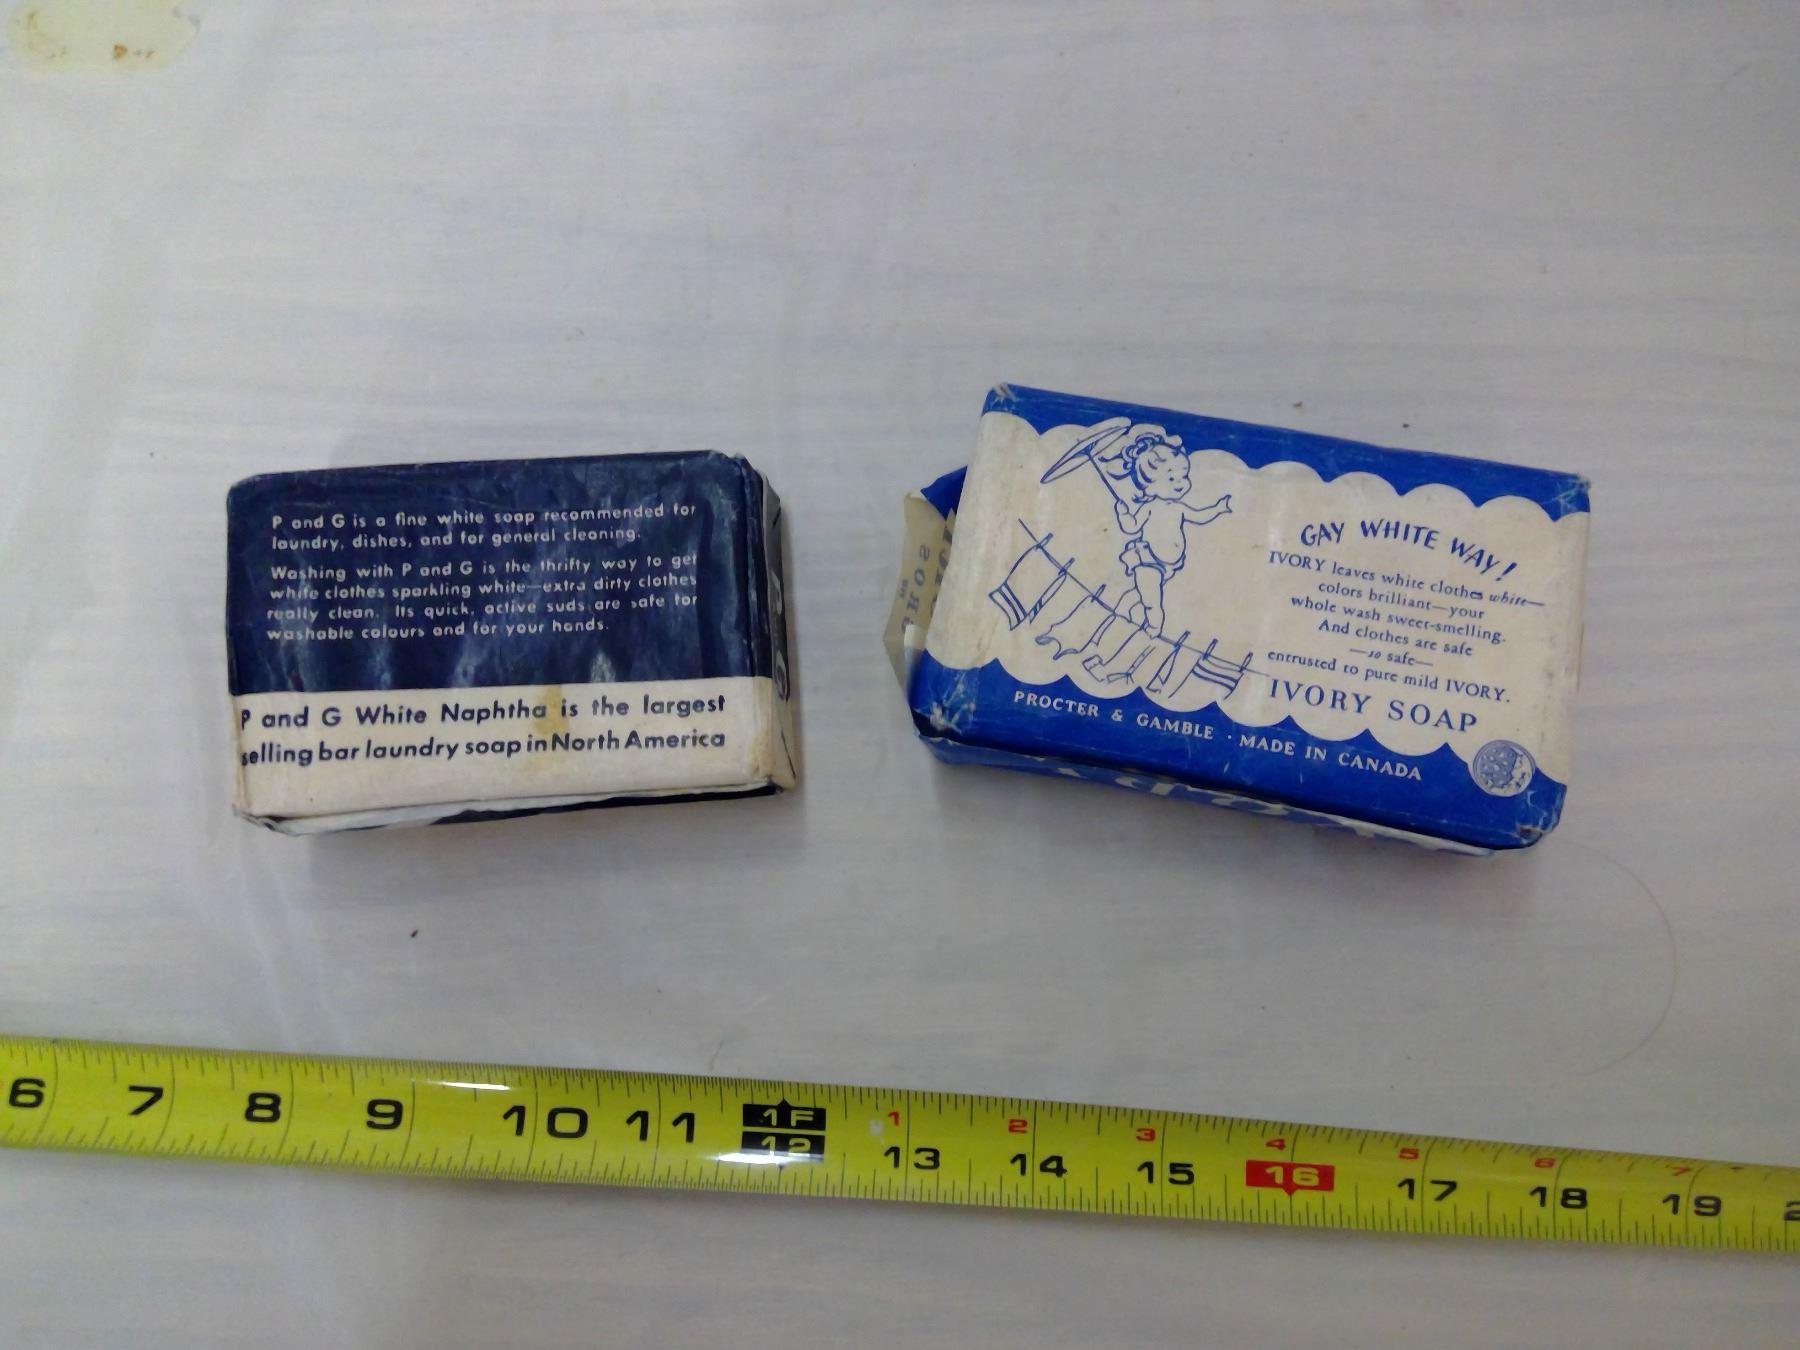 P and G is a fine white soap recommended for
laundry, dishes, and for general cleaning.
Washing with P and G is the thrifty way to get
white clothes sparkling white—extra dirty clothes
really clean. Its quick, active suds are safe for
washable colours and for your hands.
P and G White Naphtha is the largest
selling bar laundry soap in North America
P G
GAY WHITE WAY!
IVORY leaves white clothes white—
colors brilliant—your
whole wash sweet-smelling.
And clothes are safe
—so safe—
entrusted to pure mild IVORY.
IVORY SOAP
PROCTER & GAMBLE · MADE IN CANADA
1F 1 2 3 4 5 6 7
6 7 8 9 10 11 12 13 14 15 16 17 18 19